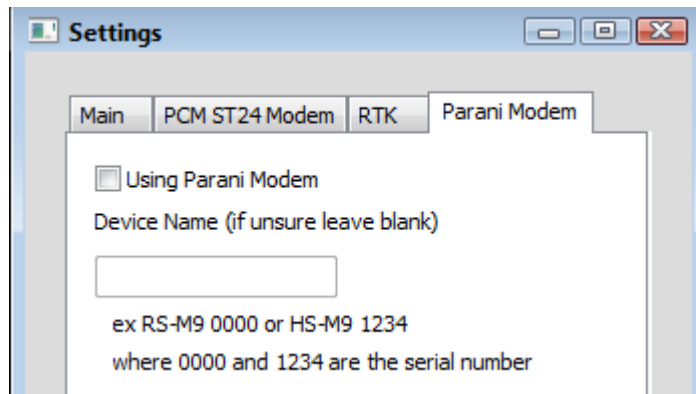 Settings
Main PCM ST24 Modem RTK Parani Modem
Using Parani Modem
Device Name (if unsure leave blank)
ex RS-M9 0000 or HS-M9 1234
where 0000 and 1234 are the serial number